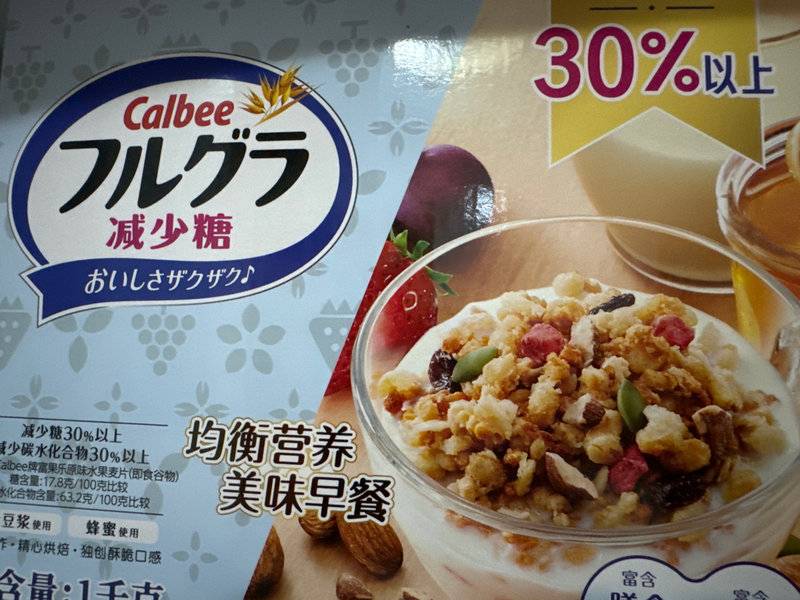 Calbee
フルグラ
减少糖
おいしさザクザク♪
30%以上
减少糖30%以上
减少碳水化合物30%以上
Calbee牌富果乐原味水果麦片(即食谷物)
糖含量:17.8克/100克比较
水化合物含量:63.2克/100克比较
豆浆使用 蜂蜜使用
作·精心烘焙·独创酥脆口感
含量:1千克
均衡营养
美味早餐
富含
富含